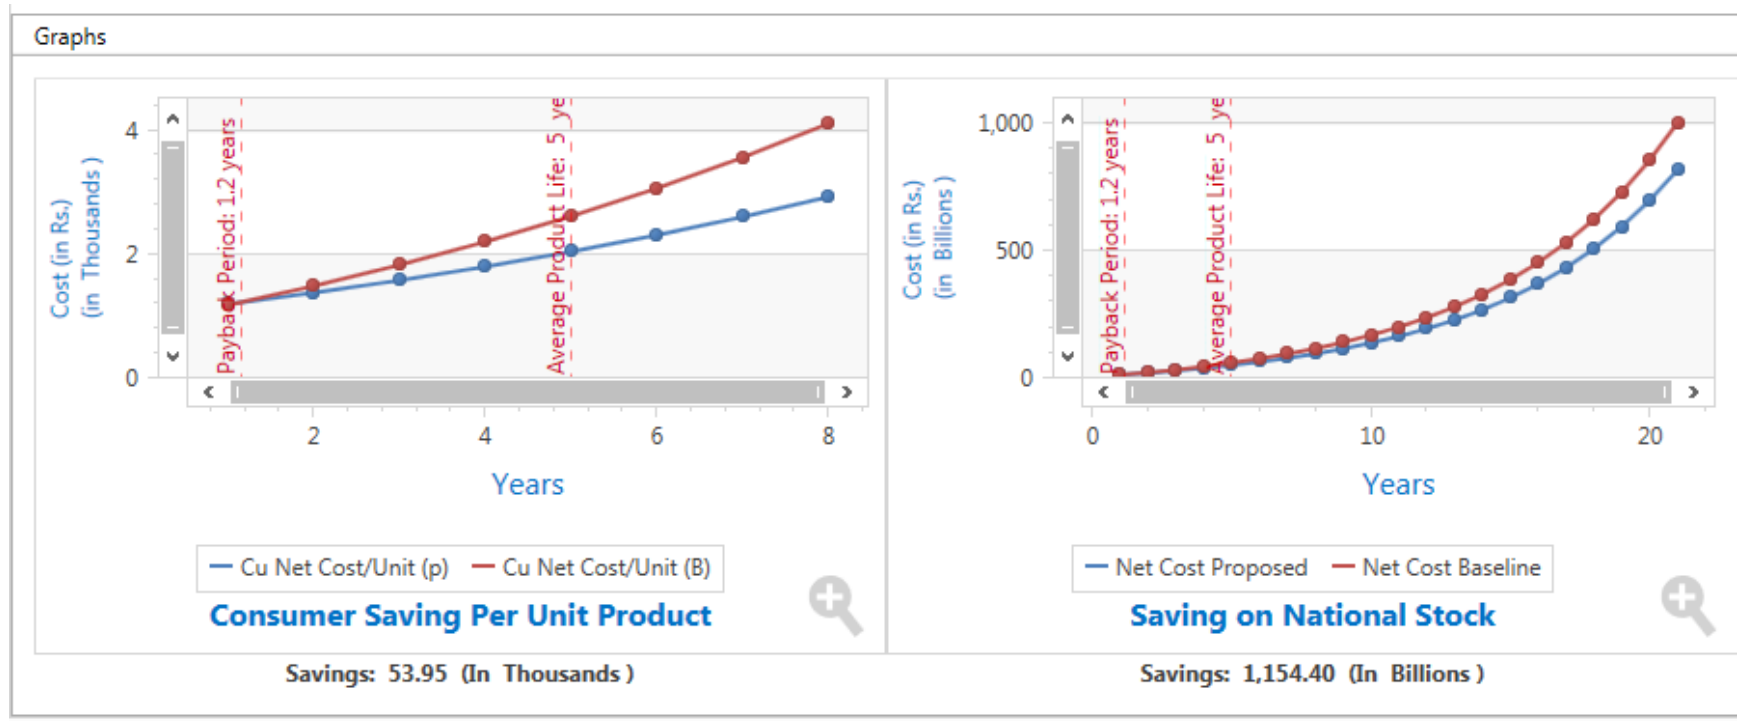 Graphs
Cost (in Rs.)
(in Thousands )
4
2
0
Payback Period: 1.2 years
Average Product Life: 5 ye
2 4 6 8
Years
Cu Net Cost/Unit (p) Cu Net Cost/Unit (B)
Consumer Saving Per Unit Product
Savings: 53.95 (In Thousands )
Cost (in Rs.)
(in Billions )
1,000
500
0
Payback Period: 1.2 years
Average Product Life: 5 ye
0 10 20
Years
Net Cost Proposed Net Cost Baseline
Saving on National Stock
Savings: 1,154.40 (In Billions )